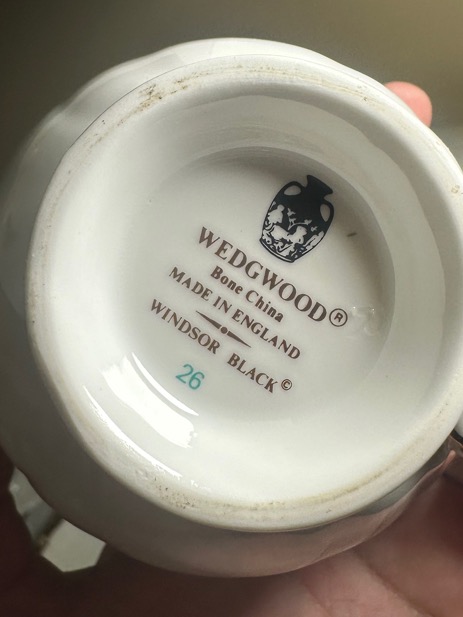 WEDGWOOD®
Bone China
MADE IN ENGLAND
WINDSOR BLACK ©
26